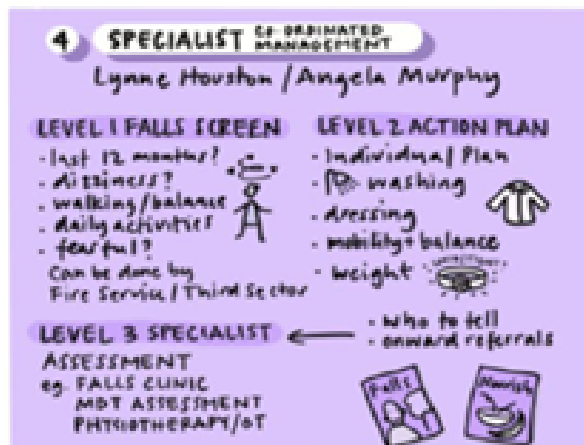 4 SPECIALIST CO-ORDINATED MANAGEMENT
Lynne Houston / Angela Murphy
LEVEL 1 FALLS SCREEN
- last 12 months?
- dizziness?
- walking/balance
- daily activities
- fearful?
Can be done by
Fire Service / Third Sector
LEVEL 2 ACTION PLAN
- Individual Plan
- washing
- dressing
- mobility + balance
- weight
- who to tell
- onward referrals
LEVEL 3 SPECIALIST
ASSESSMENT
eg. FALLS CLINIC
MDT ASSESSMENT
PHYSIOTHERAPY/OT
Falls
Nourish